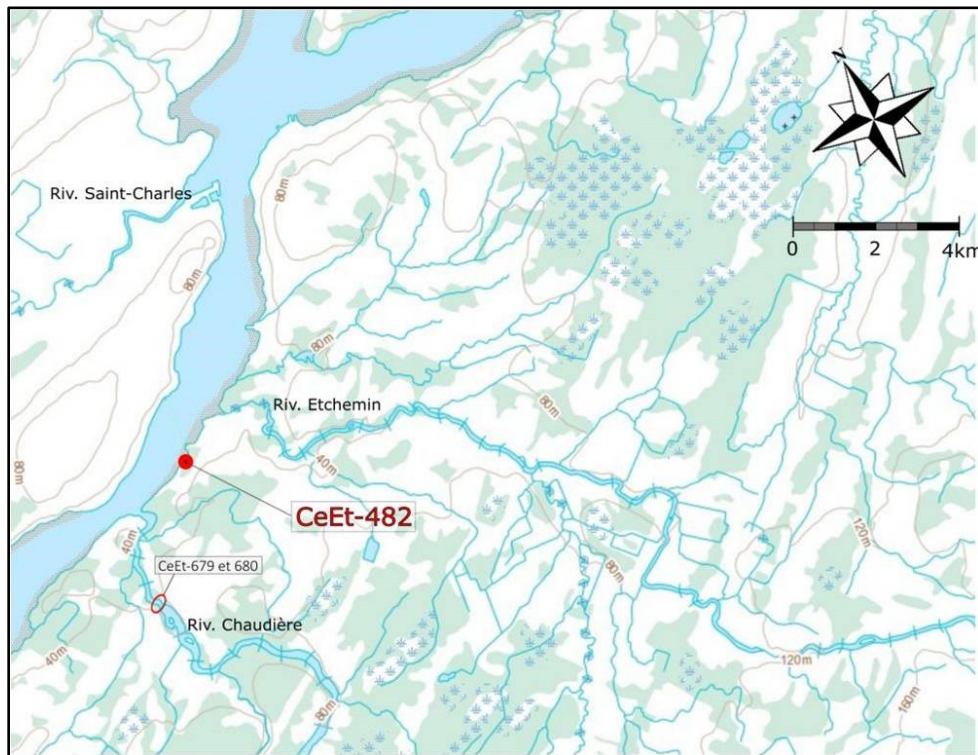 N
Riv. Saint-Charles
80m
80m
0 2 4km
80m
80m
Riv. Etchemin
80m
40m
80m
CeEt-482
120m
40m
CeEt-679 et 680
80m
Riv. Chaudière
40m
120m
80m
160m